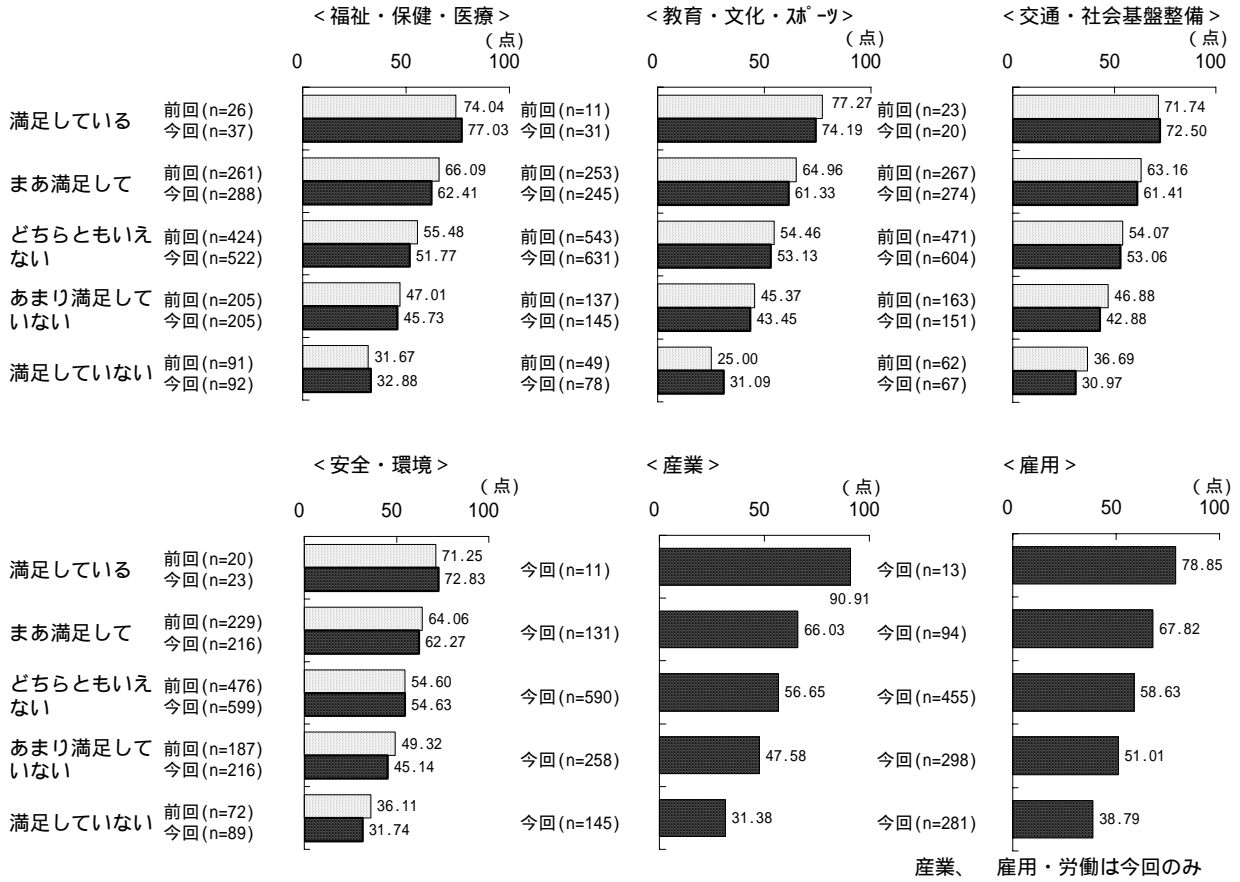 ＜福祉・保健・医療＞ ＜教育・文化・ｽﾎﾟｰﾂ＞ ＜交通・社会基盤整備＞
(点) (点) (点)
0 50 100 0 50 100 0 50 100
満足している 前回(n=26) 74.04 前回(n=11) 77.27 前回(n=23) 71.74
今回(n=37) 77.03 今回(n=31) 74.19 今回(n=20) 72.50
まあ満足して 前回(n=261) 66.09 前回(n=253) 64.96 前回(n=267) 63.16
今回(n=288) 62.41 今回(n=245) 61.33 今回(n=274) 61.41
どちらともいえ 前回(n=424) 55.48 前回(n=543) 54.46 前回(n=471) 54.07
ない 今回(n=522) 51.77 今回(n=631) 53.13 今回(n=604) 53.06
あまり満足して 前回(n=205) 47.01 前回(n=137) 45.37 前回(n=163) 46.88
いない 今回(n=205) 45.73 今回(n=145) 43.45 今回(n=151) 42.88
満足していない 前回(n=91) 31.67 前回(n=49) 25.00 前回(n=62) 36.69
今回(n=92) 32.88 今回(n=78) 31.09 今回(n=67) 30.97
＜安全・環境＞ ＜産業＞ ＜雇用＞
(点) (点) (点)
0 50 100 0 50 100 0 50 100
満足している 前回(n=20) 71.25
今回(n=23) 72.83 今回(n=11) 90.91 今回(n=13) 78.85
まあ満足して 前回(n=229) 64.06
今回(n=216) 62.27 今回(n=131) 66.03 今回(n=94) 67.82
どちらともいえ 前回(n=476) 54.60
ない 今回(n=599) 54.63 今回(n=590) 56.65 今回(n=455) 58.63
あまり満足して 前回(n=187) 49.32
いない 今回(n=216) 45.14 今回(n=258) 47.58 今回(n=298) 51.01
満足していない 前回(n=72) 36.11
今回(n=89) 31.74 今回(n=145) 31.38 今回(n=281) 38.79
産業、 雇用・労働は今回のみ